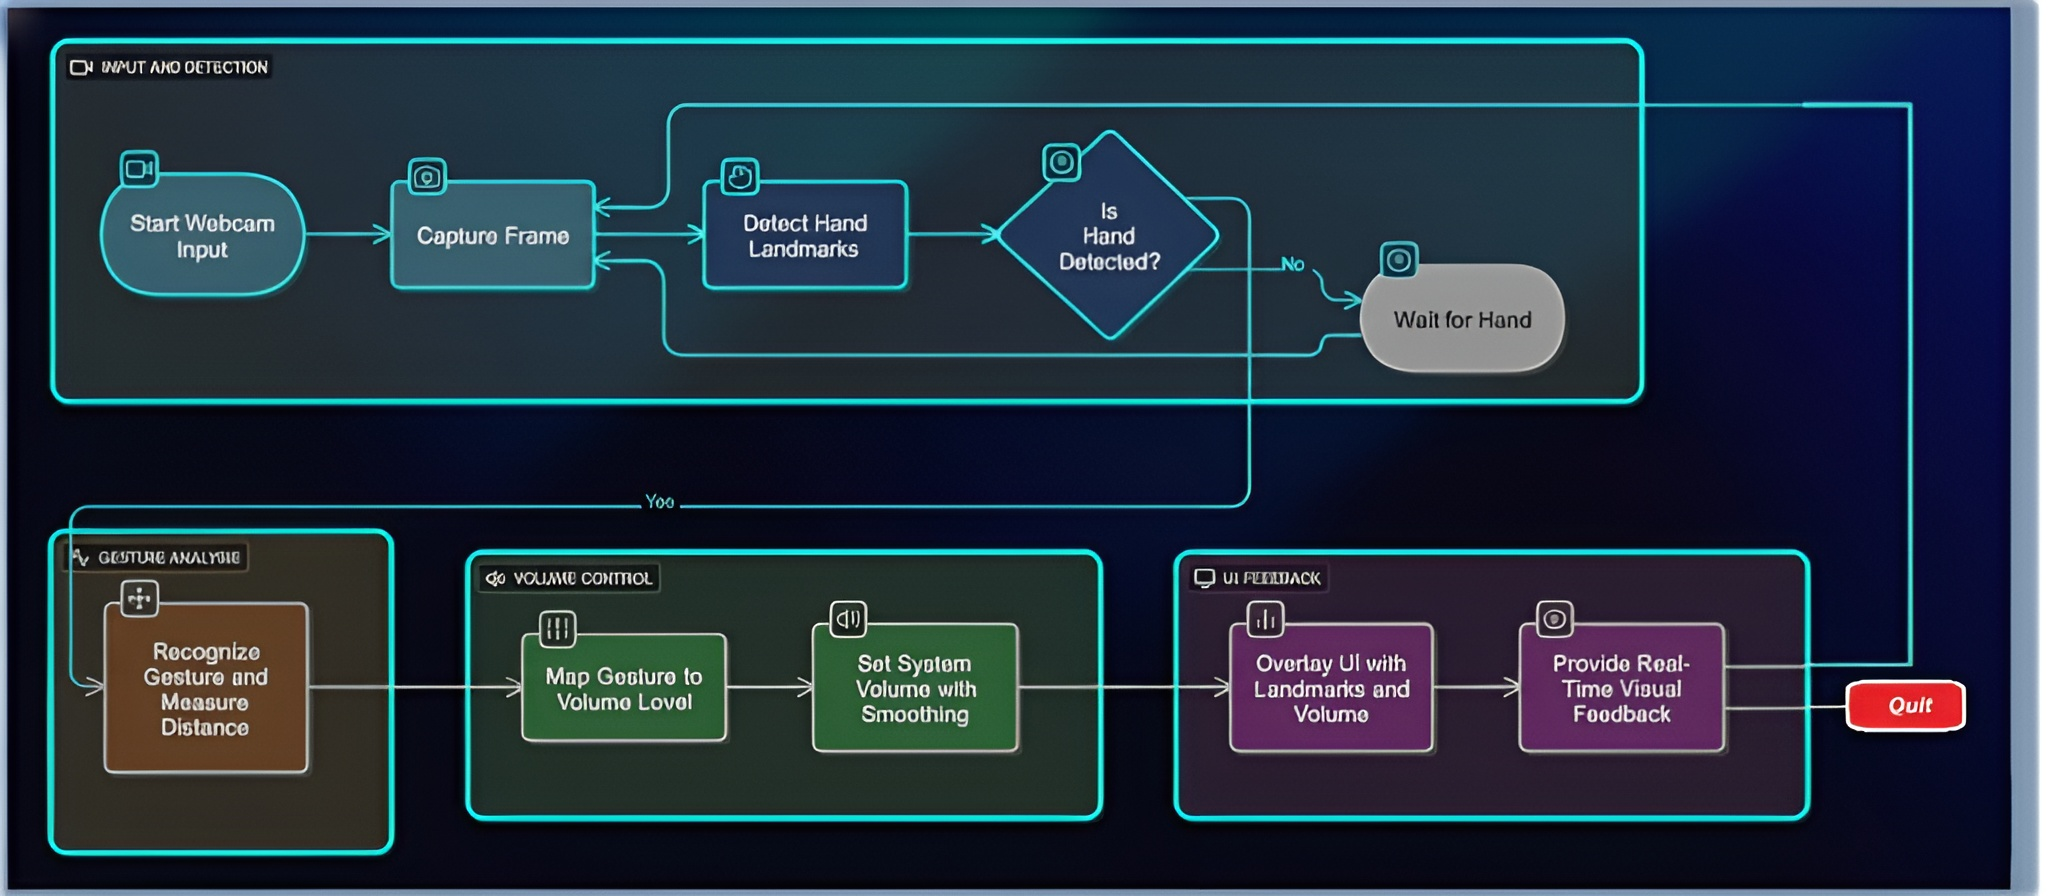 INPUT AND DETECTION
Start Webcam
Input
Capture Frame
Detect Hand
Landmarks
Is
Hand
Detected?
No
Wait for Hand
Yes
GESTURE ANALYSIS
Recognize
Gesture and
Measure
Distance
VOLUME CONTROL
Map Gesture to
Volume Level
Set System
Volume with
Smoothing
UI FEEDBACK
Overlay UI with
Landmarks and
Volume
Provide Real-
Time Visual
Feedback
Quit